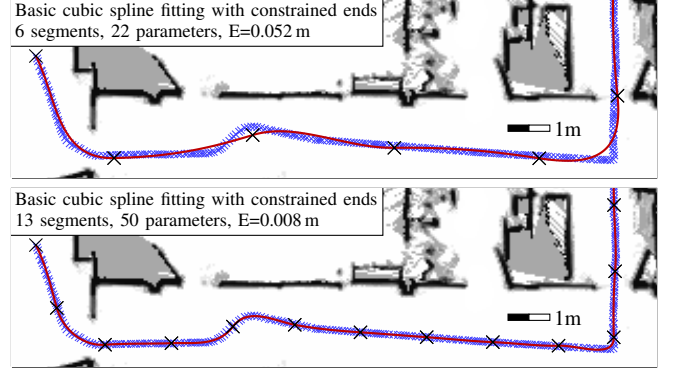 Basic cubic spline fitting with constrained ends
6 segments, 22 parameters, E=0.052 m
1m
Basic cubic spline fitting with constrained ends
13 segments, 50 parameters, E=0.008 m
1m